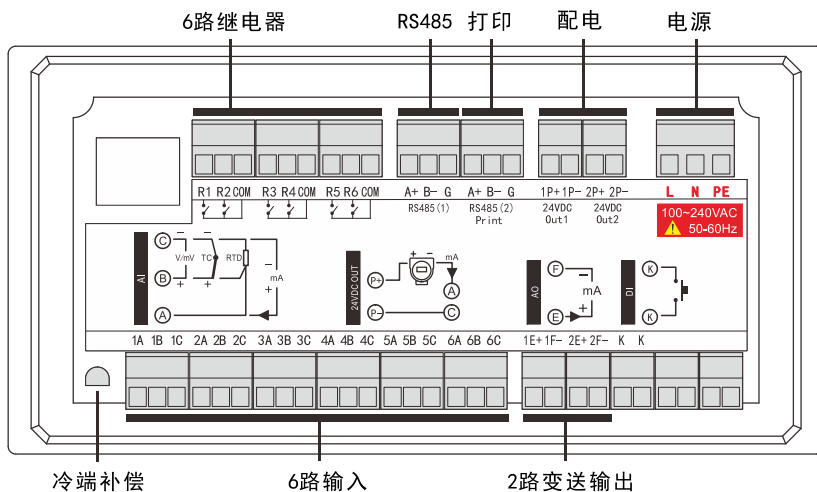 6路继电器 RS485 打印 配电 电源
R1 R2 COM R3 R4 COM R5 R6 COM A+ B- G A+ B- G 1P+ 1P- 2P+ 2P- L N PE
RS485(1) RS485(2) 24VDC 24VDC
Print Out1 Out2
100~240VAC
50-60Hz
AI C B A V/mV TC RTD mA
- - - + + +
24VDC OUT P+ P- + - mA A C
AO F E - mA +
DI K K
1A 1B 1C 2A 2B 2C 3A 3B 3C 4A 4B 4C 5A 5B 5C 6A 6B 6C 1E+ 1F- 2E+ 2F- K K
冷端补偿 6路输入 2路变送输出